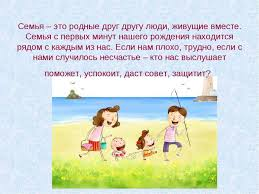 Семья – это родные друг другу люди, живущие вместе.
Семья с первых минут нашего рождения находится
рядом с каждым из нас. Если нам плохо, трудно, если с
нами случилось несчастье – кто нас выслушает
поможет, успокоит, даст совет, защитит?